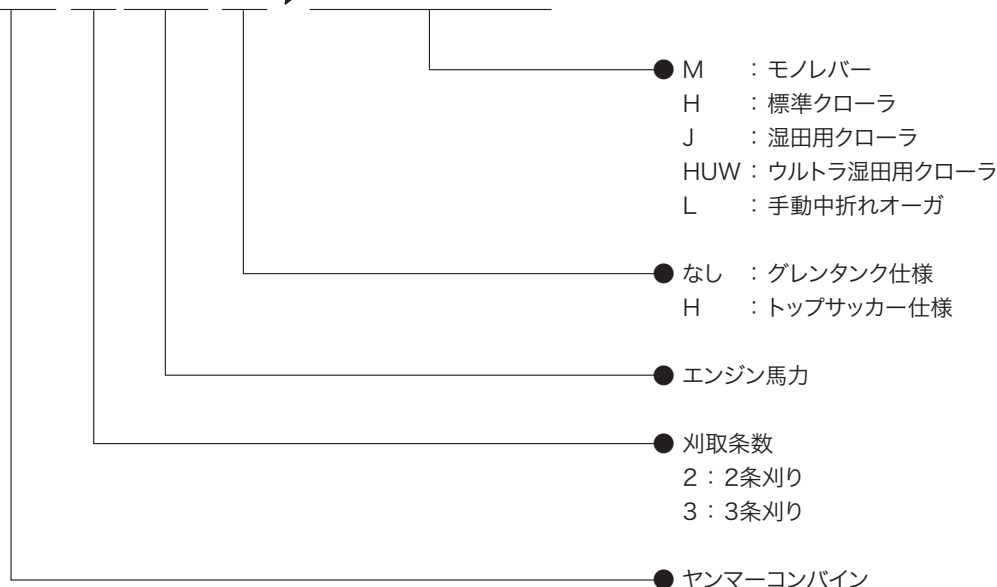 M : モノレバー
H : 標準クローラ
J : 湿田用クローラ
HUW : ウルトラ湿田用クローラ
L : 手動中折れオーガ
なし : グレンタンク仕様
H : トップサッカー仕様
エンジン馬力
刈取条数
2 : 2条刈り
3 : 3条刈り
ヤンマーコンバイン